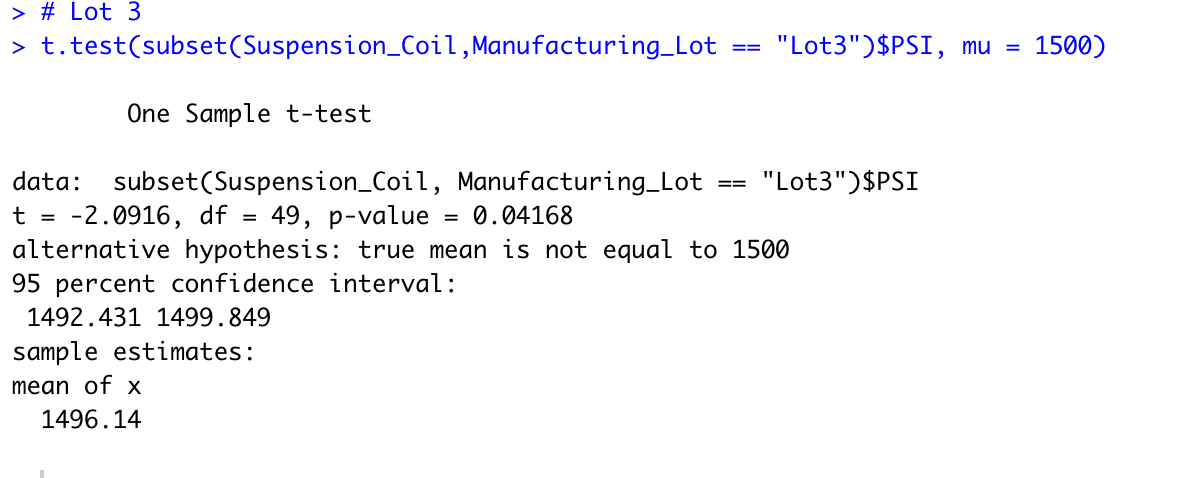 > # Lot 3
> t.test(subset(Suspension_Coil,Manufacturing_Lot == "Lot3")$PSI, mu = 1500)
One Sample t-test
data:  subset(Suspension_Coil, Manufacturing_Lot == "Lot3")$PSI
t = -2.0916, df = 49, p-value = 0.04168
alternative hypothesis: true mean is not equal to 1500
95 percent confidence interval:
1492.431 1499.849
sample estimates:
mean of x
1496.14